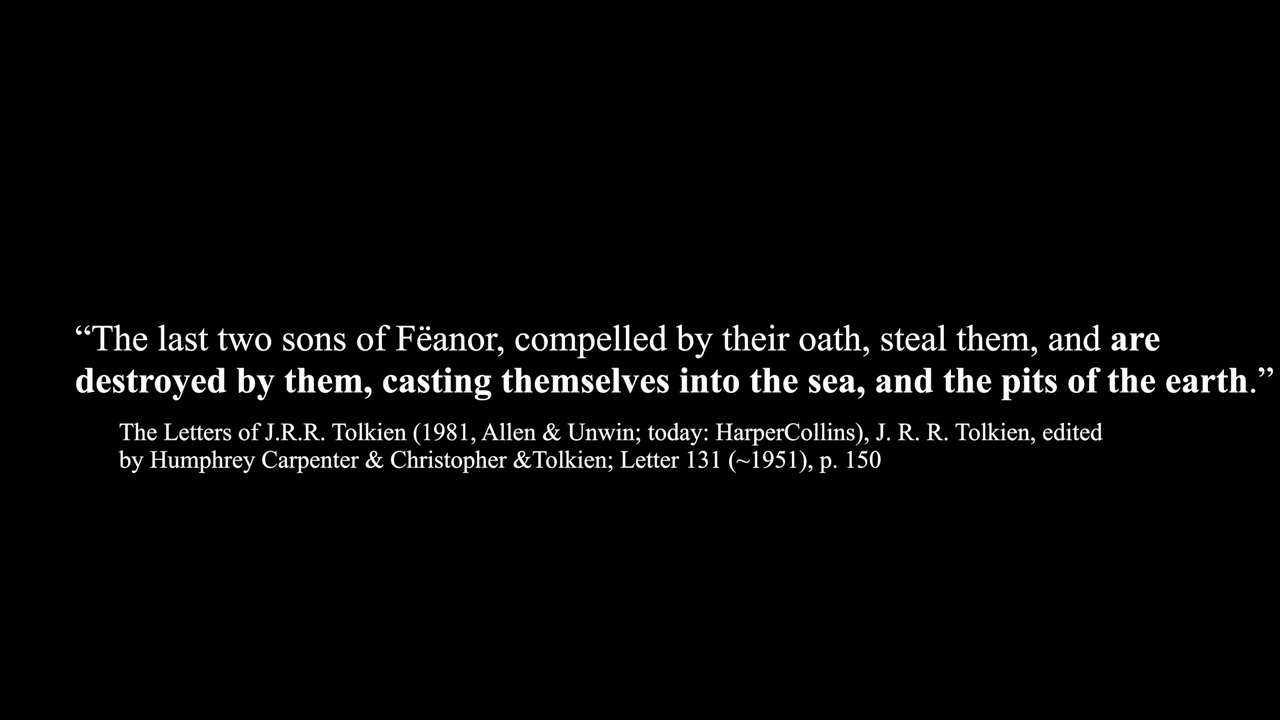 “The last two sons of Fëanor, compelled by their oath, steal them, and are
destroyed by them, casting themselves into the sea, and the pits of the earth.”
The Letters of J.R.R. Tolkien (1981, Allen & Unwin; today: HarperCollins), J. R. R. Tolkien, edited
by Humphrey Carpenter & Christopher &Tolkien; Letter 131 (~1951), p. 150